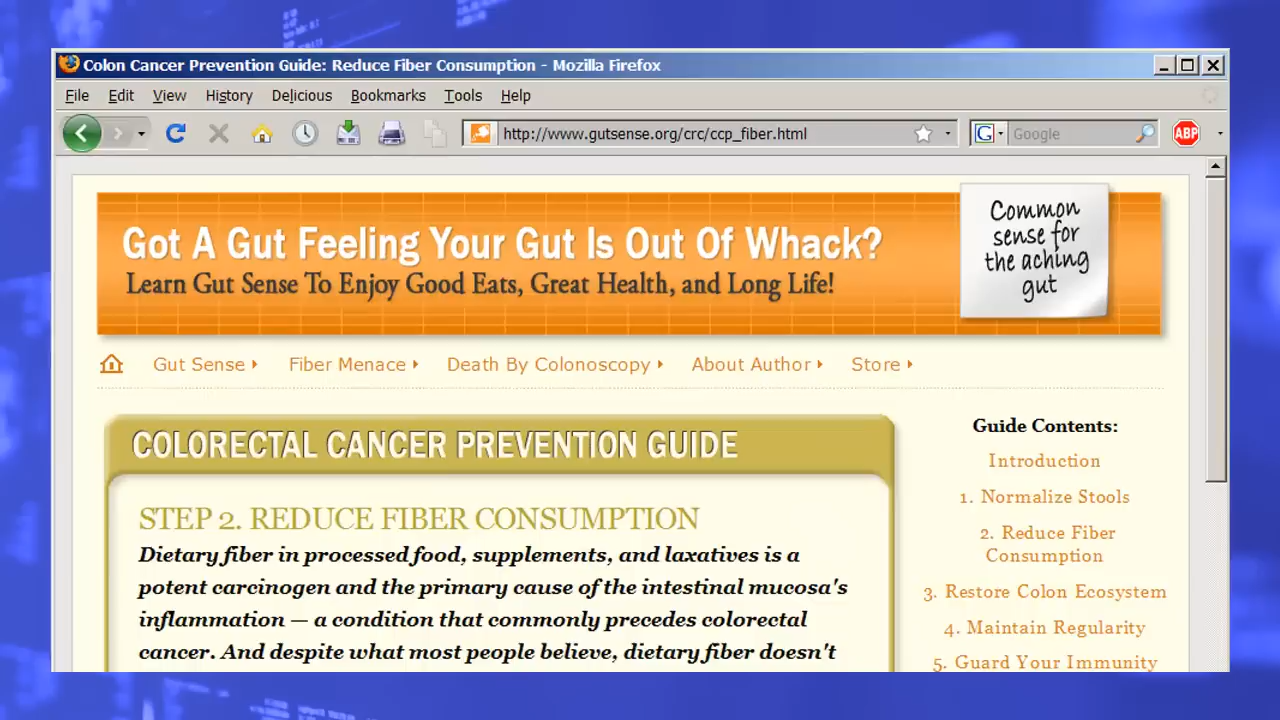 Colon Cancer Prevention Guide: Reduce Fiber Consumption - Mozilla Firefox
File Edit View History Delicious Bookmarks Tools Help
http://www.gutsense.org/crc/ccp_fiber.html
G Google
ABP
Got A Gut Feeling Your Gut Is Out Of Whack?
Learn Gut Sense To Enjoy Good Eats, Great Health, and Long Life!
Common
sense for
the aching
gut
Gut Sense Fiber Menace Death By Colonoscopy About Author Store
COLORECTAL CANCER PREVENTION GUIDE
STEP 2. REDUCE FIBER CONSUMPTION
Dietary fiber in processed food, supplements, and laxatives is a
potent carcinogen and the primary cause of the intestinal mucosa's
inflammation — a condition that commonly precedes colorectal
cancer. And despite what most people believe, dietary fiber doesn't
Guide Contents:
Introduction
1. Normalize Stools
2. Reduce Fiber
Consumption
3. Restore Colon Ecosystem
4. Maintain Regularity
5. Guard Your Immunity